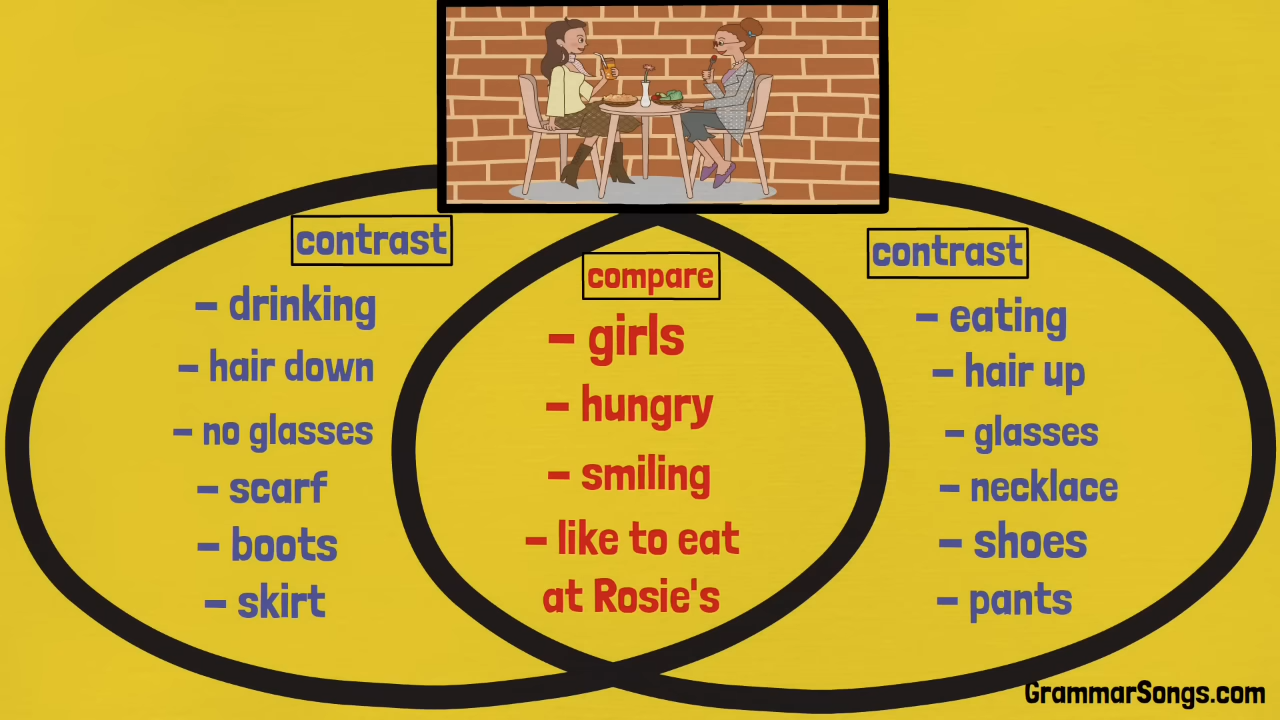 contrast
– drinking
– hair down
– no glasses
– scarf
– boots
– skirt
compare
– girls
– hungry
– smiling
– like to eat
at Rosie's
contrast
– eating
– hair up
– glasses
– necklace
– shoes
– pants
GrammarSongs.com